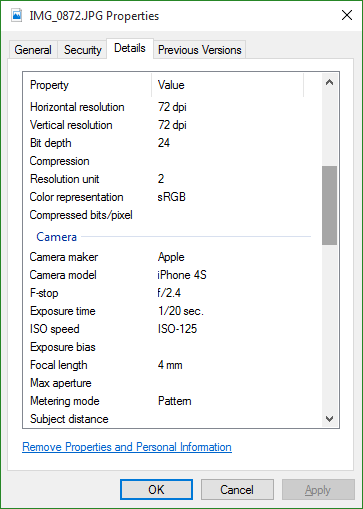 IMG_0872.JPG Properties
General Security Details Previous Versions
Property Value
Horizontal resolution 72 dpi
Vertical resolution 72 dpi
Bit depth 24
Compression
Resolution unit 2
Color representation sRGB
Compressed bits/pixel
Camera
Camera maker Apple
Camera model iPhone 4S
F-stop f/2.4
Exposure time 1/20 sec.
ISO speed ISO-125
Exposure bias
Focal length 4 mm
Max aperture
Metering mode Pattern
Subject distance
Remove Properties and Personal Information
OK Cancel Apply